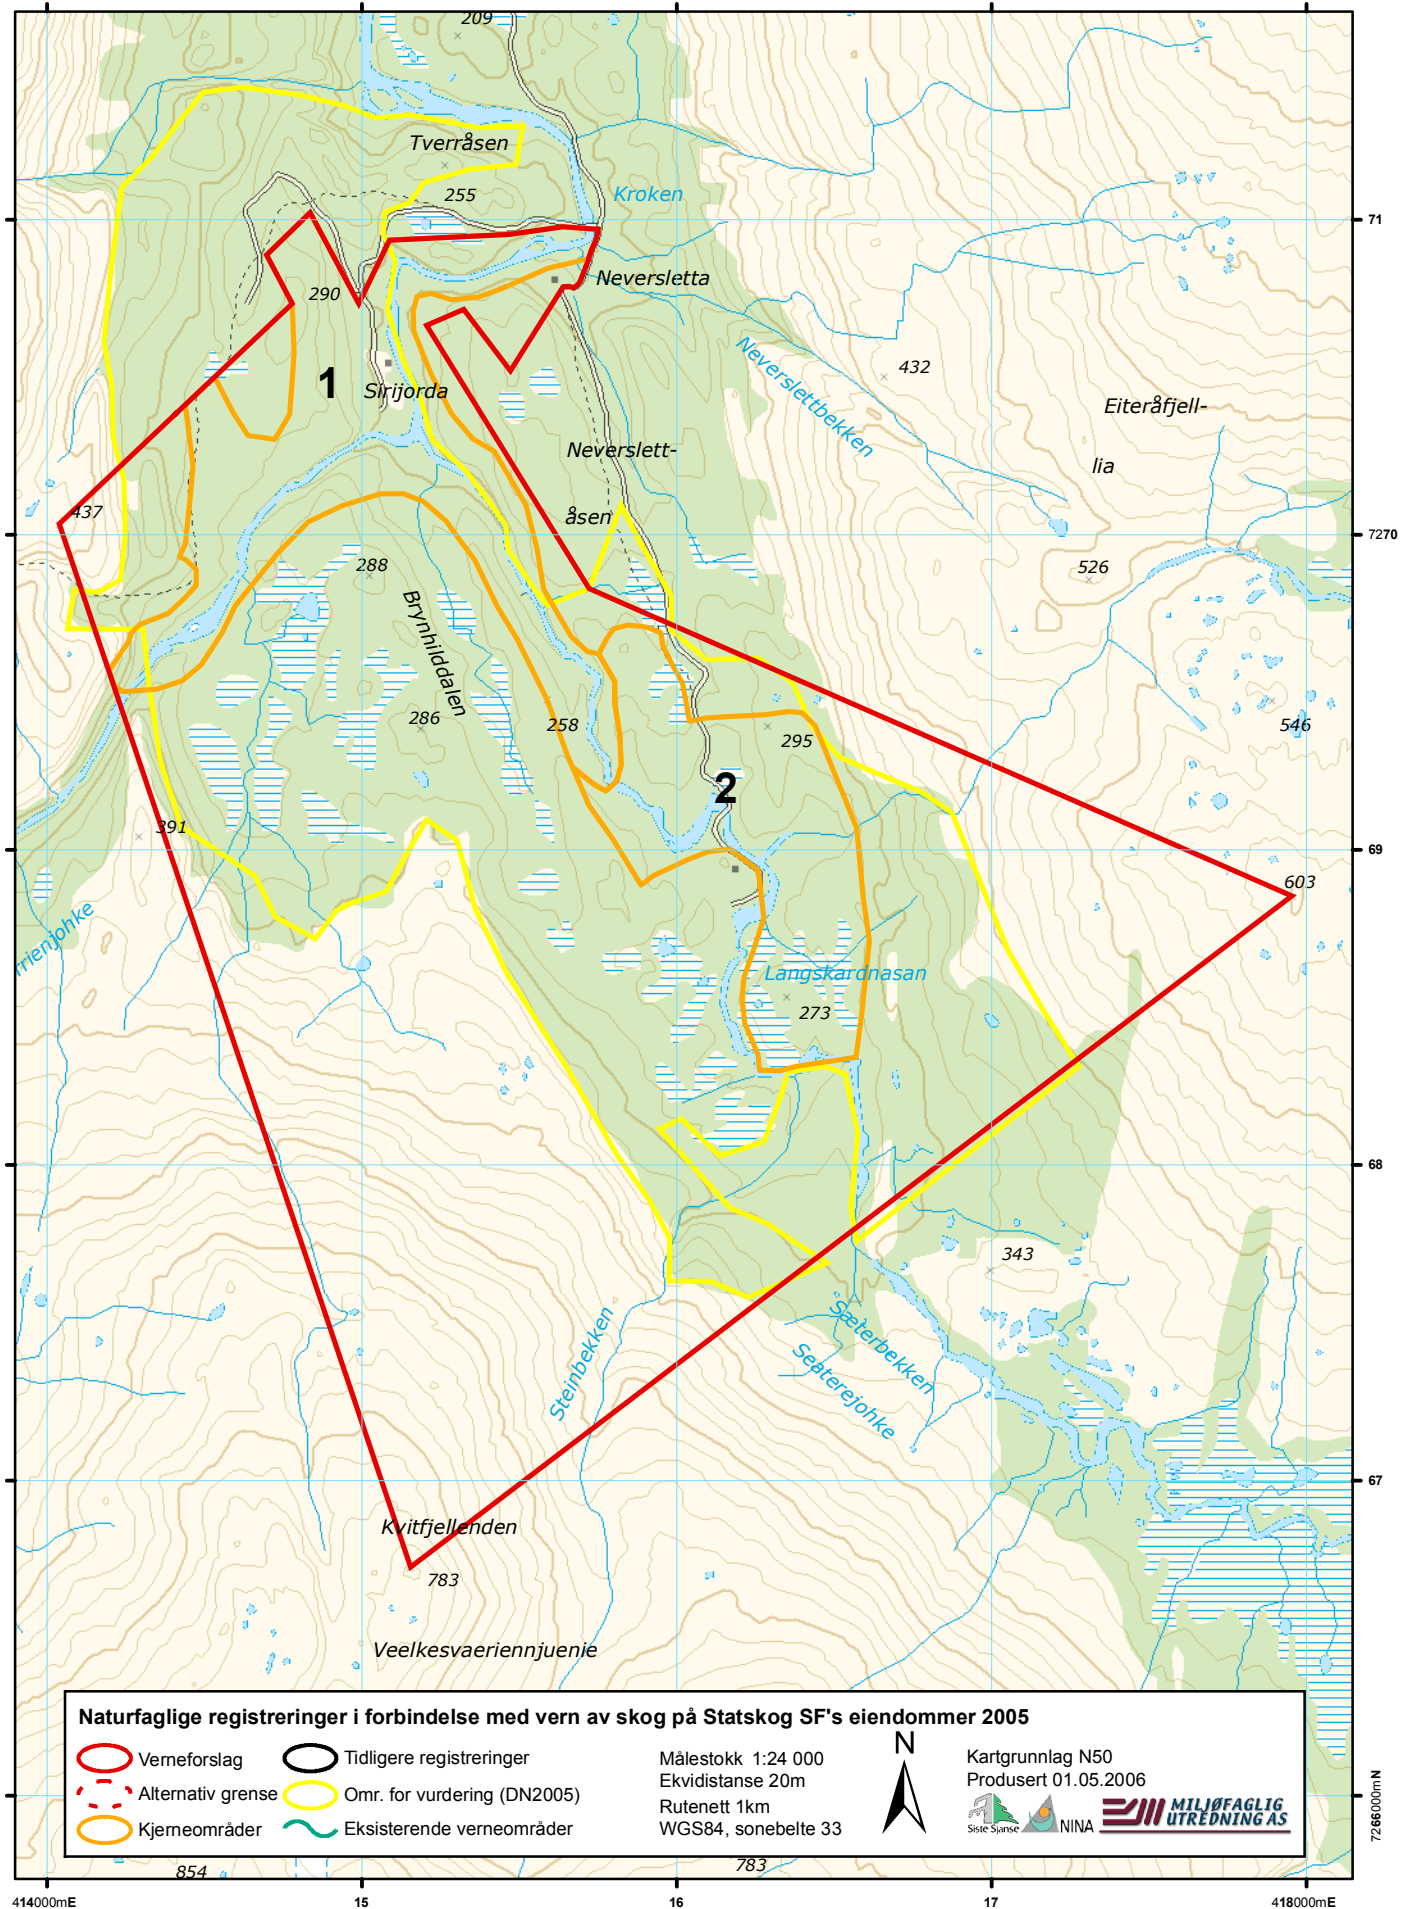 209
Tverråsen
255
Kroken
71
Neversletta
290
1
Sirijorda
Neverslettbekken
432
Eiteråfjell-
lia
Neverslett-
åsen
437
7270
288
526
Brynhilddalen
286
258
295
546
2
391
69
603
rrienjohke
Langskardnasan
273
68
343
Steinbekken
Sæterbekken
Seaterejohke
67
Kvitfjellenden
783
Veelkesvaeriennjuenie
Naturfaglige registreringer i forbindelse med vern av skog på Statskog SF's eiendommer 2005
Verneforslag
Alternativ grense
Kjerneområder
Tidligere registreringer
Omr. for vurdering (DN2005)
Eksisterende verneområder
Målestokk 1:24 000
Ekvidistanse 20m
Rutenett 1km
WGS84, sonebelte 33
N
Kartgrunnlag N50
Produsert 01.05.2006
Siste Sjanse
NINA
MILJØFAGLIG
UTREDNING AS
7266000mN
854
783
414000mE
15
16
17
418000mE